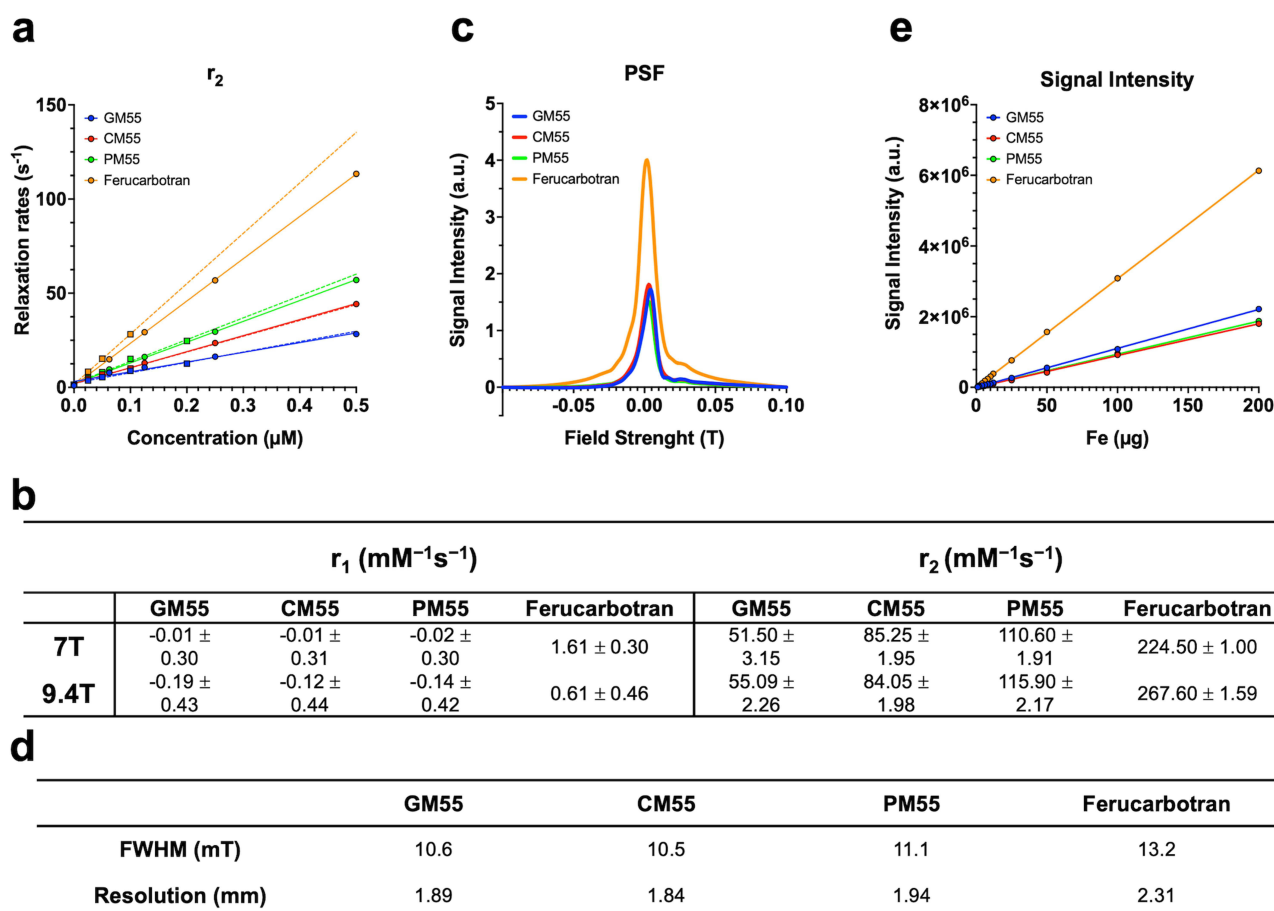 a
r₂
150
100
50
0
Relaxation rates (s⁻¹)
GM55
CM55
PM55
Ferucarbotran
0.0 0.1 0.2 0.3 0.4 0.5
Concentration (µM)
c
PSF
5
4
3
2
1
0
Signal Intensity (a.u.)
GM55
CM55
PM55
Ferucarbotran
-0.05 0.00 0.05 0.10
Field Strenght (T)
e
Signal Intensity
8×10⁶
6×10⁶
4×10⁶
2×10⁶
0
Signal Intensity (a.u.)
GM55
CM55
PM55
Ferucarbotran
0 50 100 150 200
Fe (µg)
b
r₁ (mM⁻¹s⁻¹) r₂ (mM⁻¹s⁻¹)
GM55 CM55 PM55 Ferucarbotran GM55 CM55 PM55 Ferucarbotran
7T -0.01 ± 0.30 -0.01 ± 0.31 -0.02 ± 0.30 1.61 ± 0.30 51.50 ± 3.15 85.25 ± 1.95 110.60 ± 1.91 224.50 ± 1.00
9.4T -0.19 ± 0.43 -0.12 ± 0.44 -0.14 ± 0.42 0.61 ± 0.46 55.09 ± 2.26 84.05 ± 1.98 115.90 ± 2.17 267.60 ± 1.59
d
GM55 CM55 PM55 Ferucarbotran
FWHM (mT) 10.6 10.5 11.1 13.2
Resolution (mm) 1.89 1.84 1.94 2.31